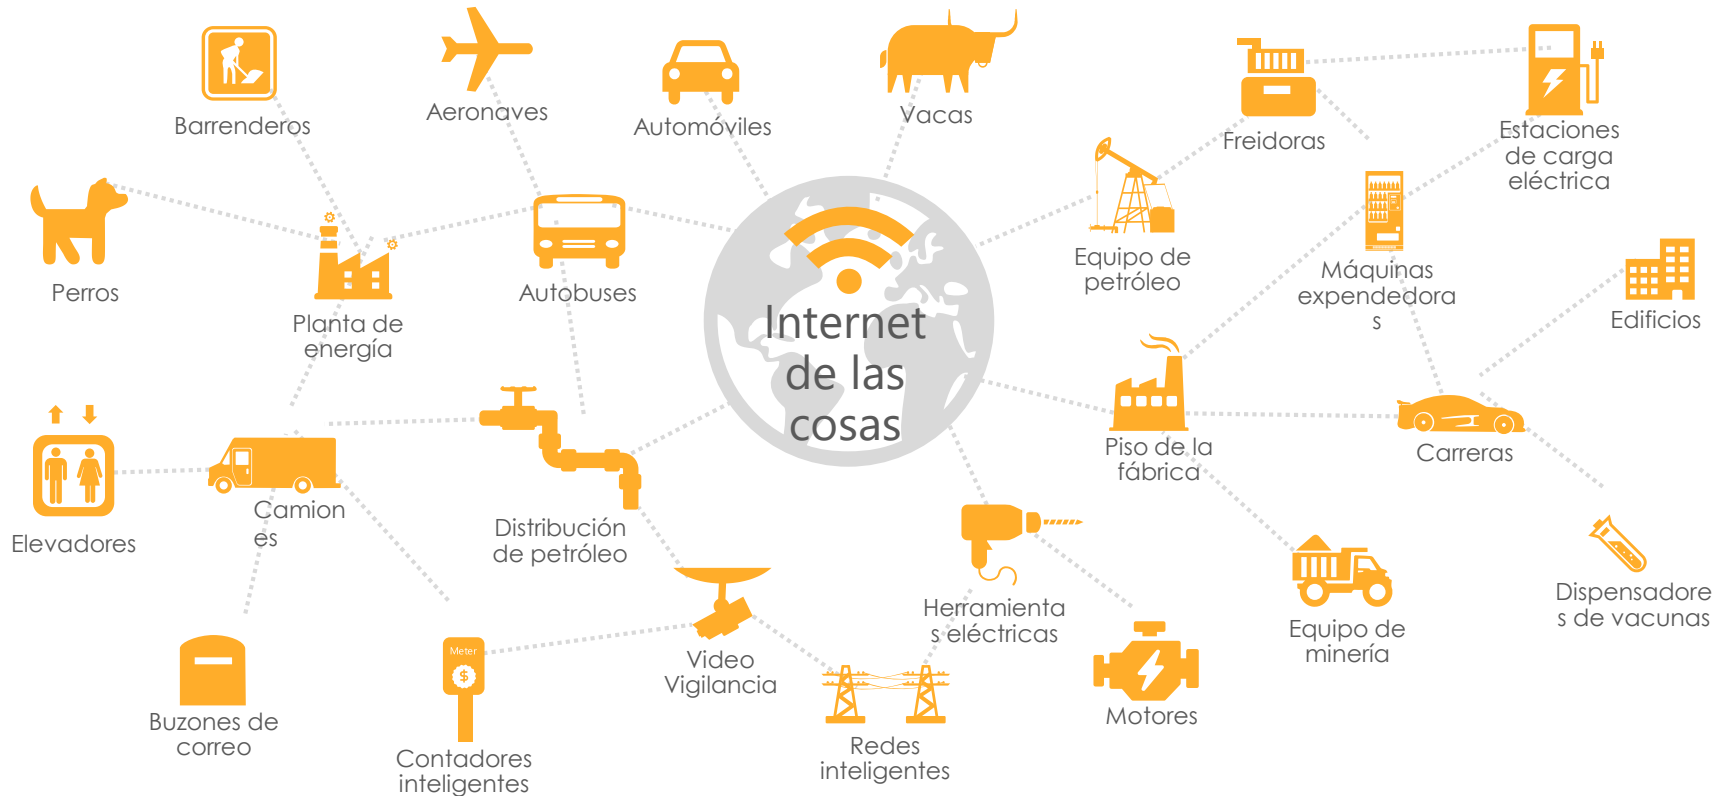 Barrenderos
Aeronaves
Automóviles
Vacas
Freidoras
Estaciones
de carga
eléctrica
Perros
Planta de
energía
Autobuses
Internet
de las
cosas
Equipo de
petróleo
Máquinas
expendedora
s
Edificios
Elevadores
Camion
es
Distribución
de petróleo
Piso de la
fábrica
Carreras
Herramienta
s eléctricas
Equipo de
minería
Dispensadore
s de vacunas
Buzones de
correo
Meter
$
Contadores
inteligentes
Video
Vigilancia
Redes
inteligentes
Motores